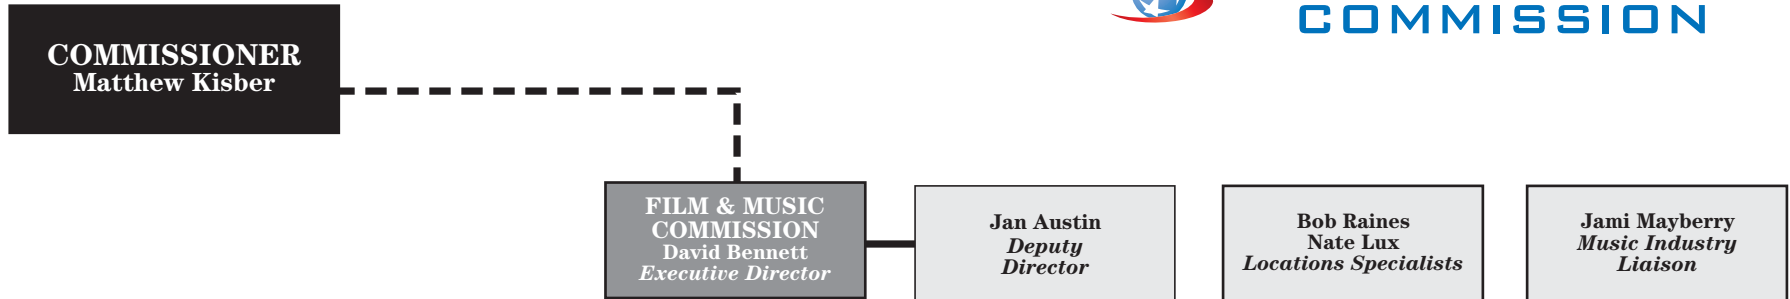 COMMISSION
COMMISSIONER
Matthew Kisber
FILM & MUSIC
COMMISSION
David Bennett
Executive Director
Jan Austin
Deputy
Director
Bob Raines
Nate Lux
Locations Specialists
Jami Mayberry
Music Industry
Liaison